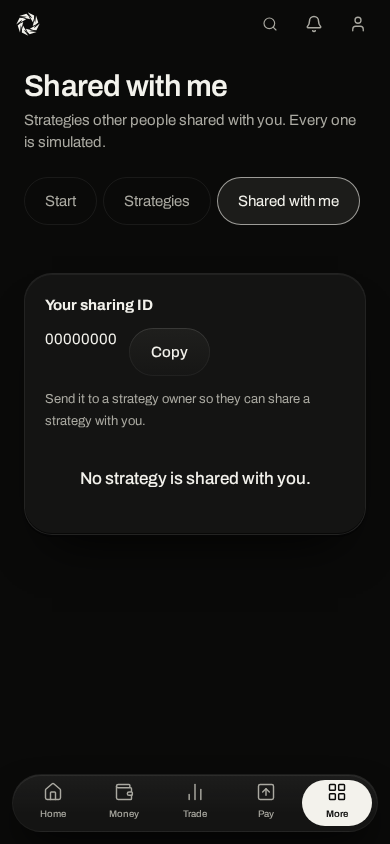 Shared with me
Strategies other people shared with you. Every one
is simulated.
Start
Strategies
Shared with me
Your sharing ID
00000000
Copy
Send it to a strategy owner so they can share a
strategy with you.
No strategy is shared with you.
Home
Money
Trade
Pay
More